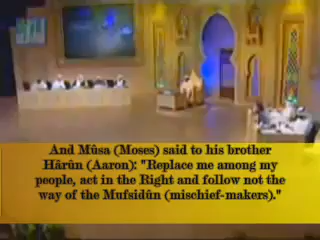 And Mûsa (Moses) said to his brother
Hârûn (Aaron): "Replace me among my
people, act in the Right and follow not the
way of the Mufsidûn (mischief-makers)."